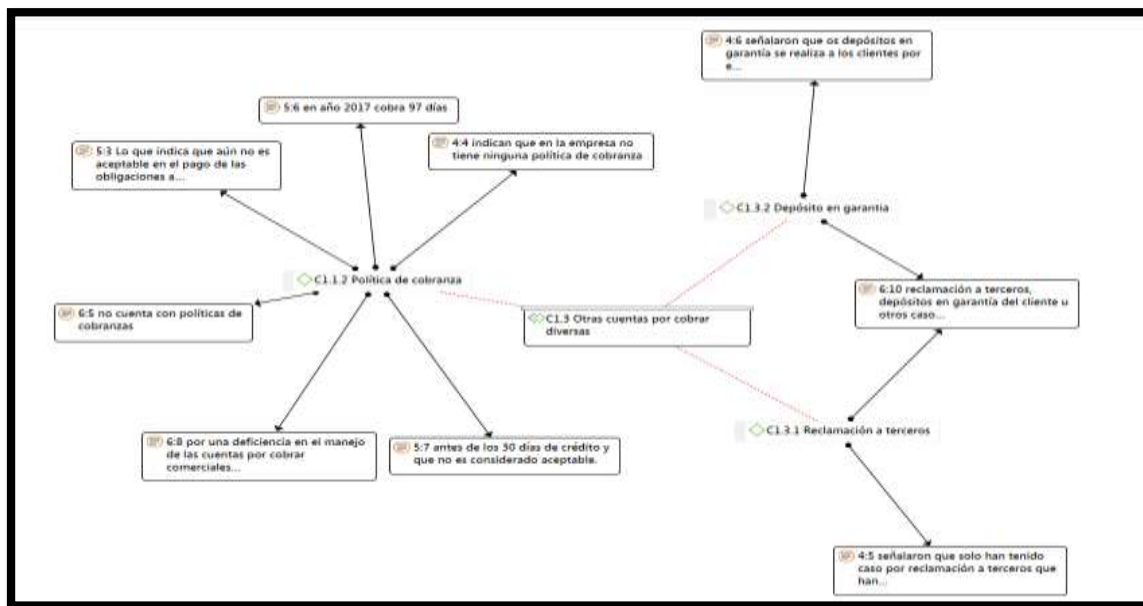 4:6 señalaron que os depósitos en
garantía se realiza a los clientes por
e...
5:6 en año 2017 cobra 97 días
4:4 indican que en la empresa no
tiene ninguna política de cobranza
5:3 Lo que indica que aún no es
aceptable en el pago de las
obligaciones a...
C1.3.2 Depósito en garantia
C1.1.2 Política de cobranza
6:10 reclamación a terceros,
depósitos en garantía del cliente u
otros caso...
6:5 no cuenta con políticas de
cobranzas
C1.3 Otras cuentas por cobrar
diversas
C1.3.1 Reclamación a terceros
6:8 por una deficiencia en el manejo
de las cuentas por cobrar
comerciales...
5:7 antes de los 30 días de crédito y
que no es considerado aceptable.
4:5 señalaron que solo han tenido
caso por reclamación a terceros que
han...